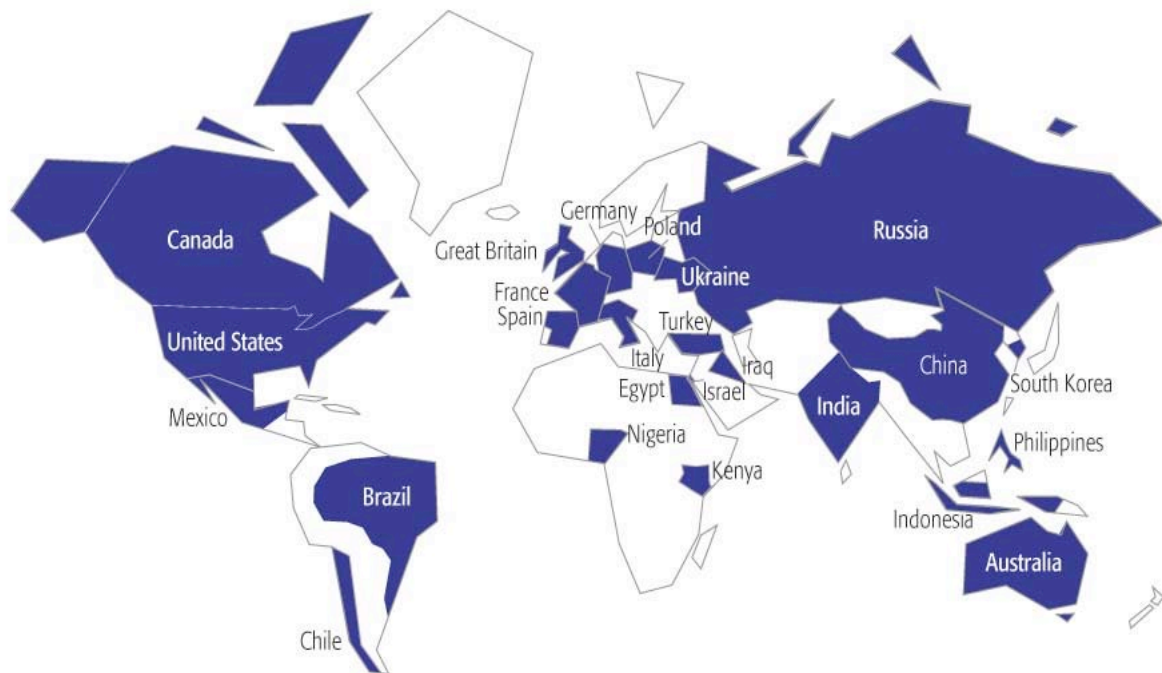 Germany
Poland
Canada
Russia
Great Britain
Ukraine
France
Spain
Turkey
United States
Italy
Iraq
China
Egypt
Israel
South Korea
Mexico
India
Nigeria
Philippines
Kenya
Brazil
Indonesia
Australia
Chile